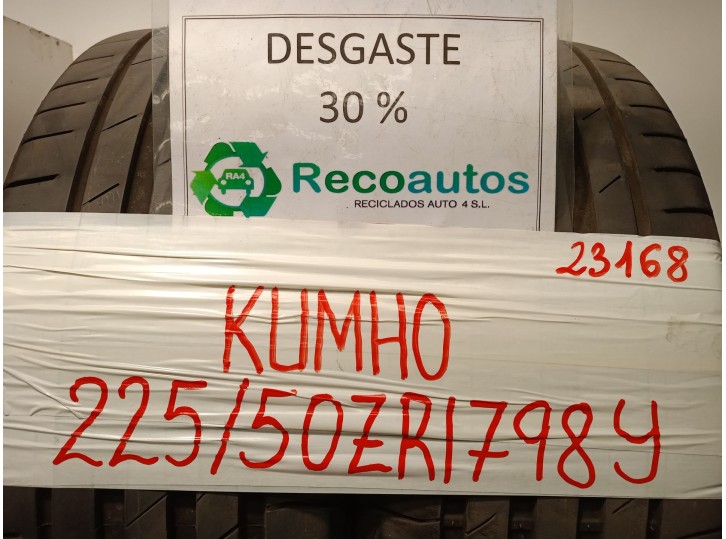 DESGASTE
30 %
RA4
Recoautos
RECICLADOS AUTO 4 S.L.
23168
KUMHO
225/50ZR1798Y